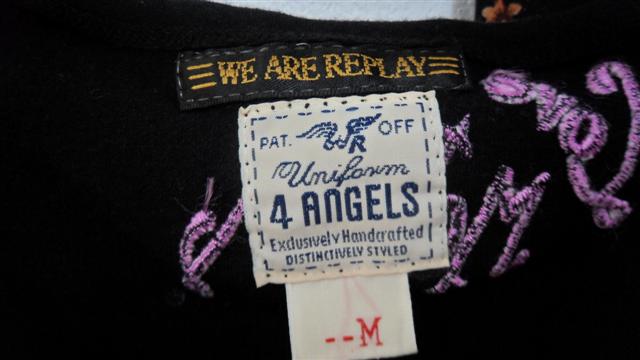 WE ARE REPLAY
PAT. WR OFF
Uniform
4 ANGELS
Exclusively Handcrafted
DISTINCTIVELY STYLED
--M